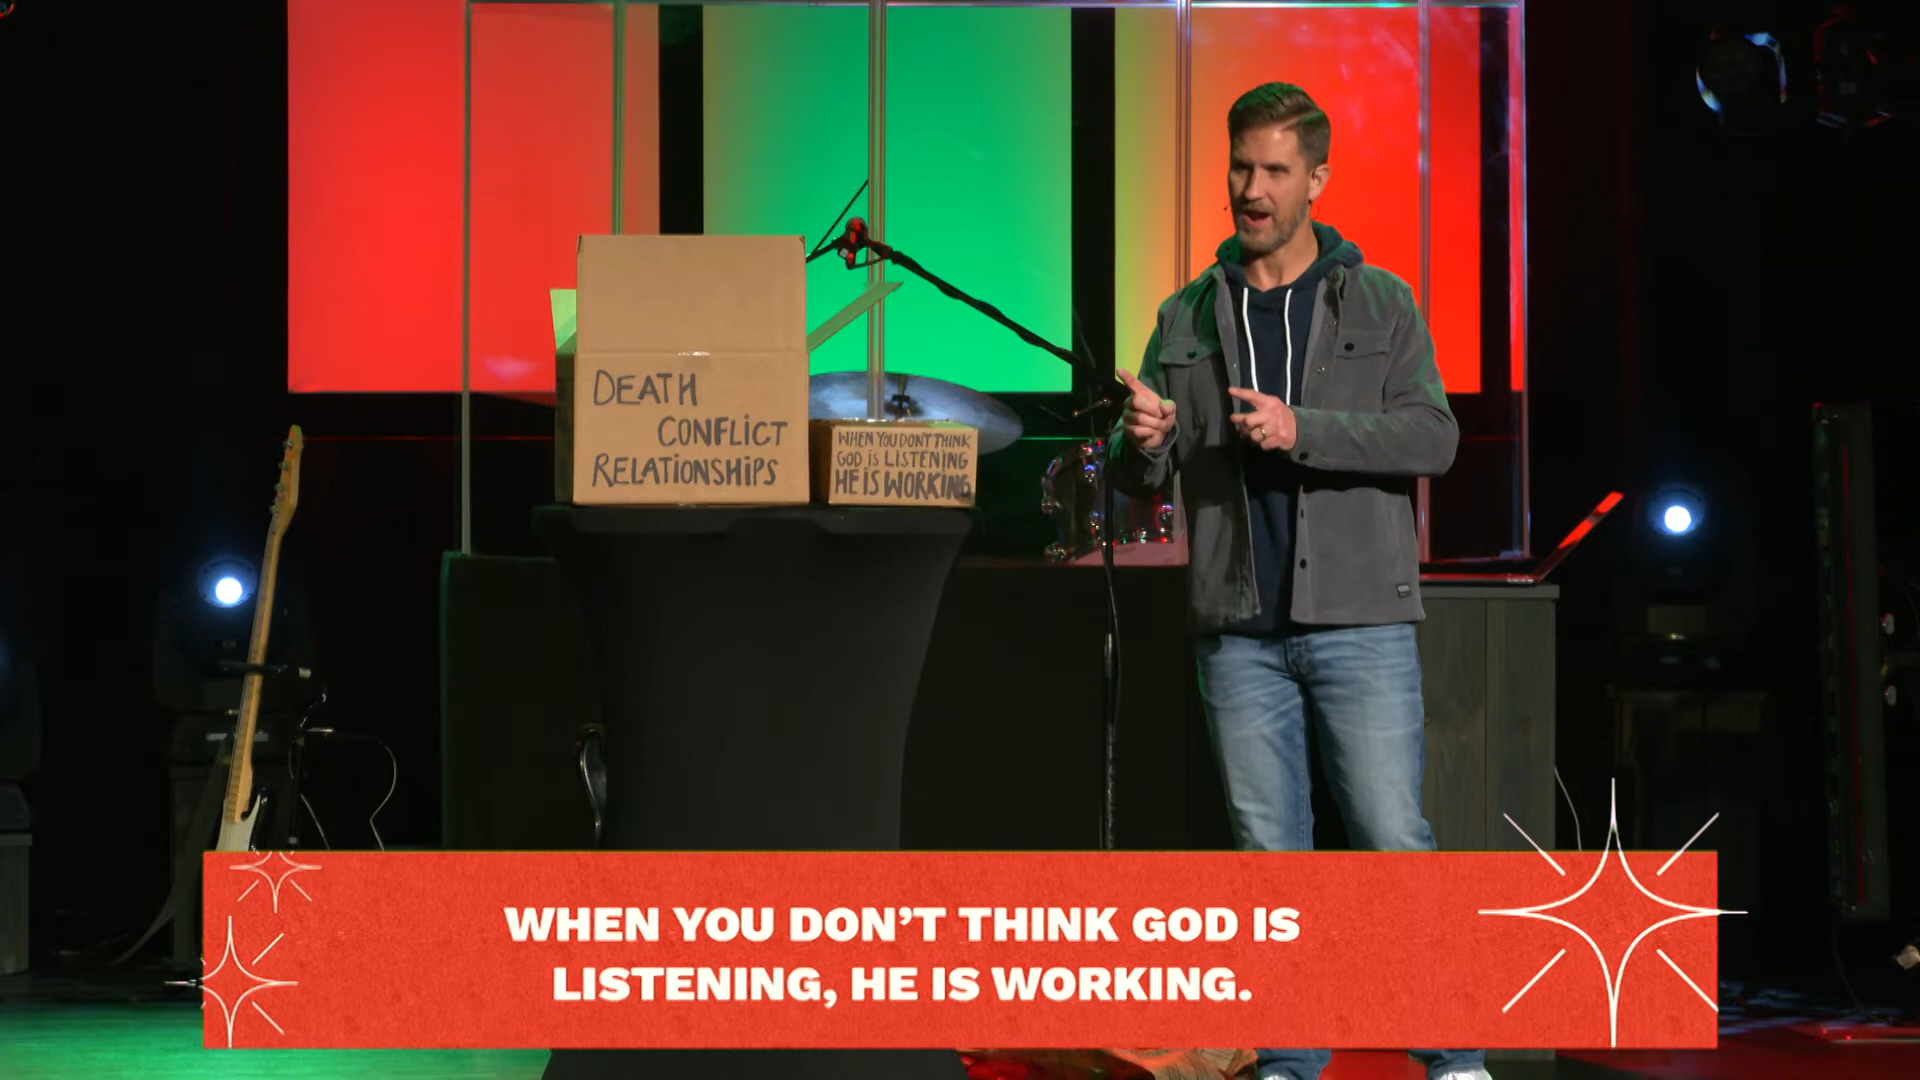 DEATH
CONFLICT
RELATIONSHIPS
WHEN YOU DON'T THINK
GOD IS LISTENING
HE IS WORKING
WHEN YOU DON’T THINK GOD IS
LISTENING, HE IS WORKING.